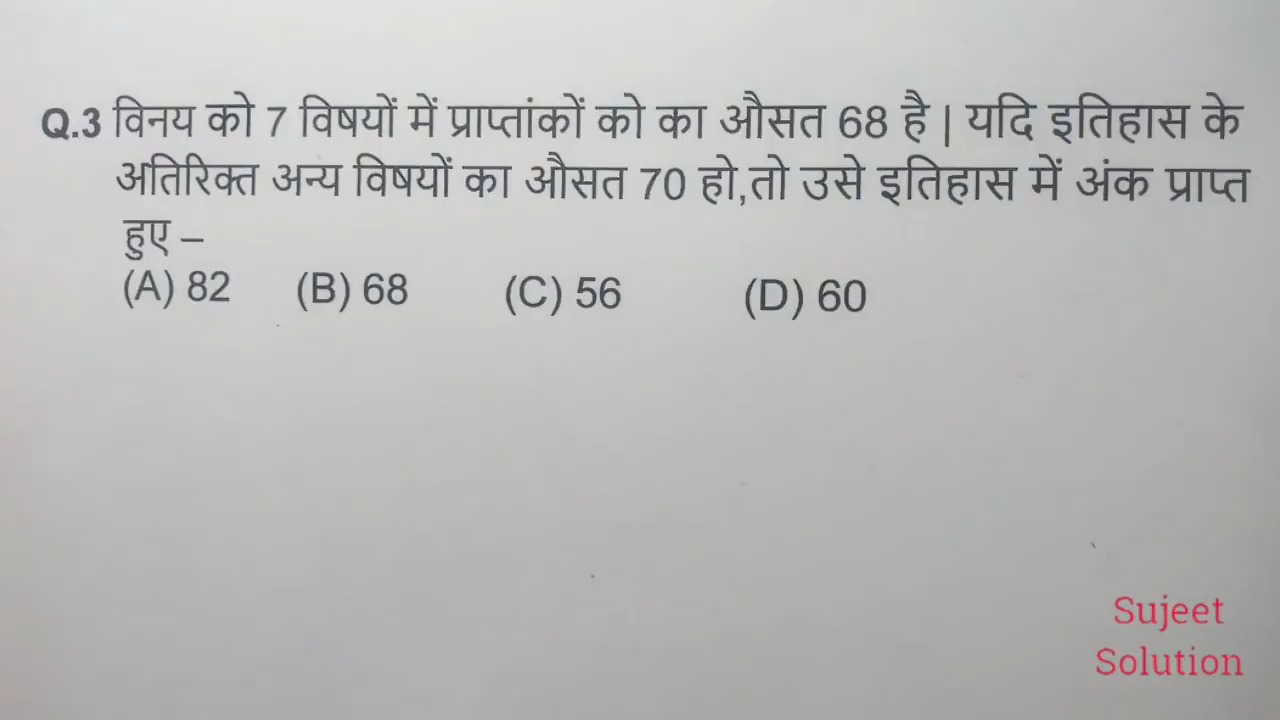 Q.3 विनय को 7 विषयों में प्राप्तांकों को का औसत 68 है | यदि इतिहास के
अतिरिक्त अन्य विषयों का औसत 70 हो,तो उसे इतिहास में अंक प्राप्त
हुए –
(A) 82 (B) 68 (C) 56 (D) 60
Sujeet
Solution